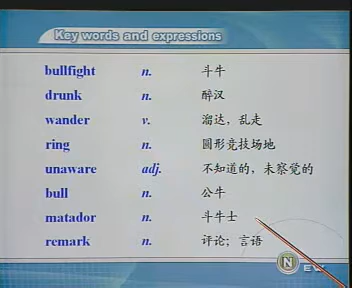 Key words and expressions
bullfight n. 斗牛
drunk n. 醉汉
wander v. 溜达，乱走
ring n. 圆形竞技场地
unaware adj. 不知道的，未察觉的
bull n. 公牛
matador n. 斗牛士
remark n. 评论；言语
N